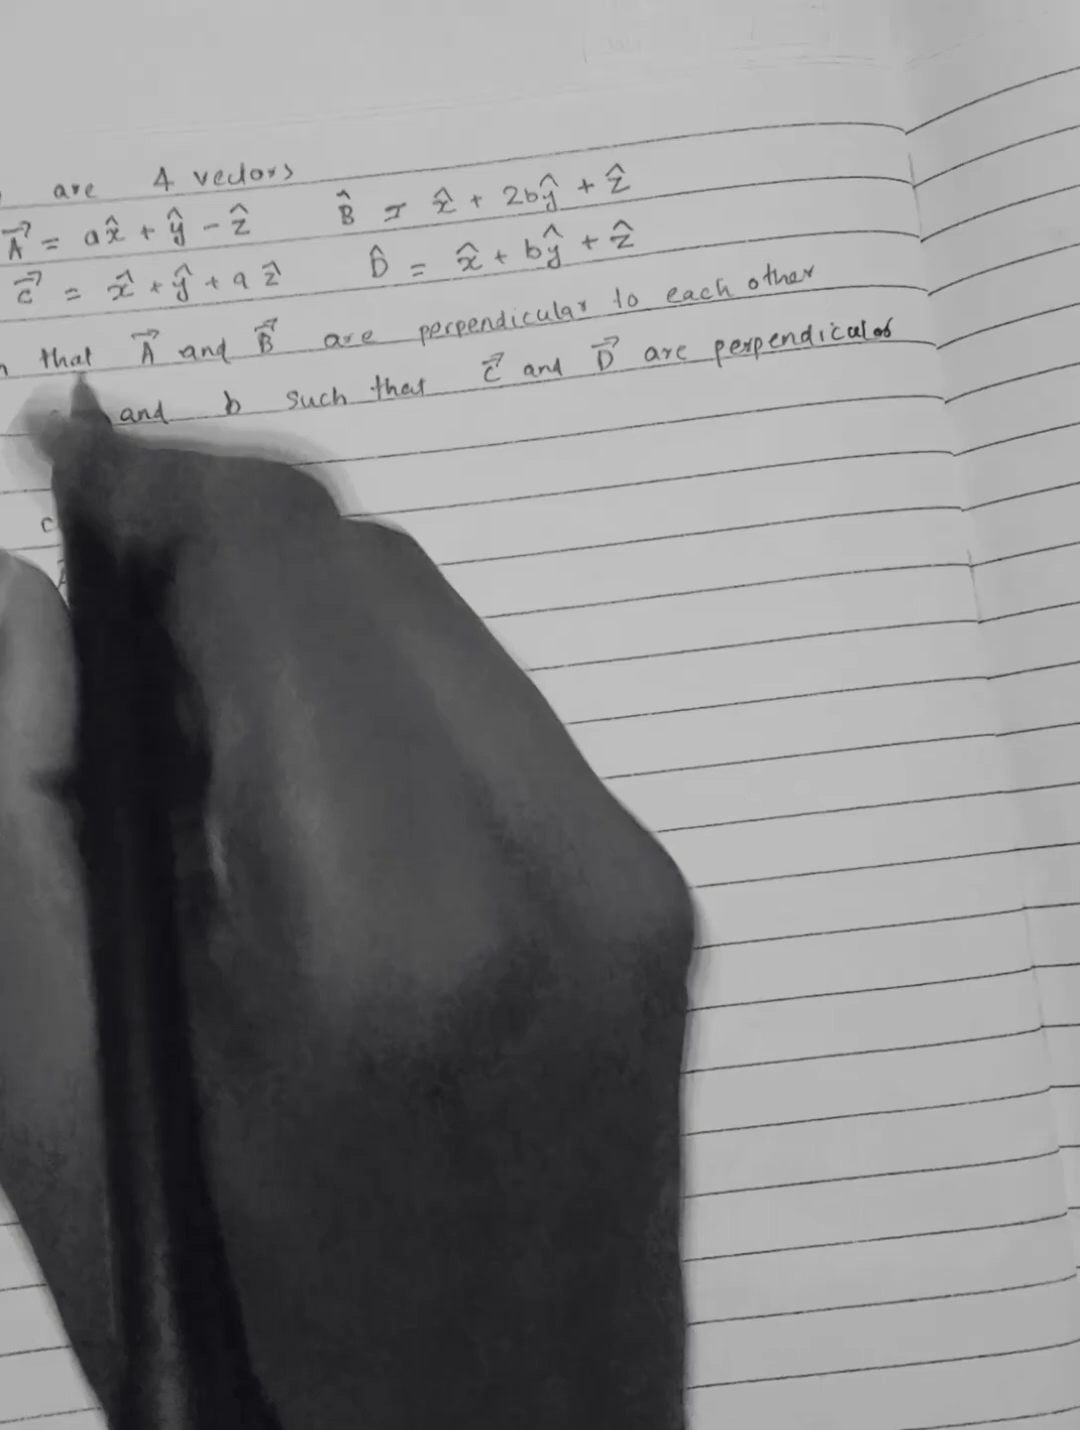 are 4 vectors
A⃗ = ax̂ + ŷ - ẑ B̂ = x̂ + 2bŷ + ẑ
c⃗ = x⃗ + ŷ + a z⃗ D̂ = x̂ + bŷ + ẑ
that A⃗ and B⃗ are perpendicular to each other
and b such that c⃗ and D⃗ are perpendicular